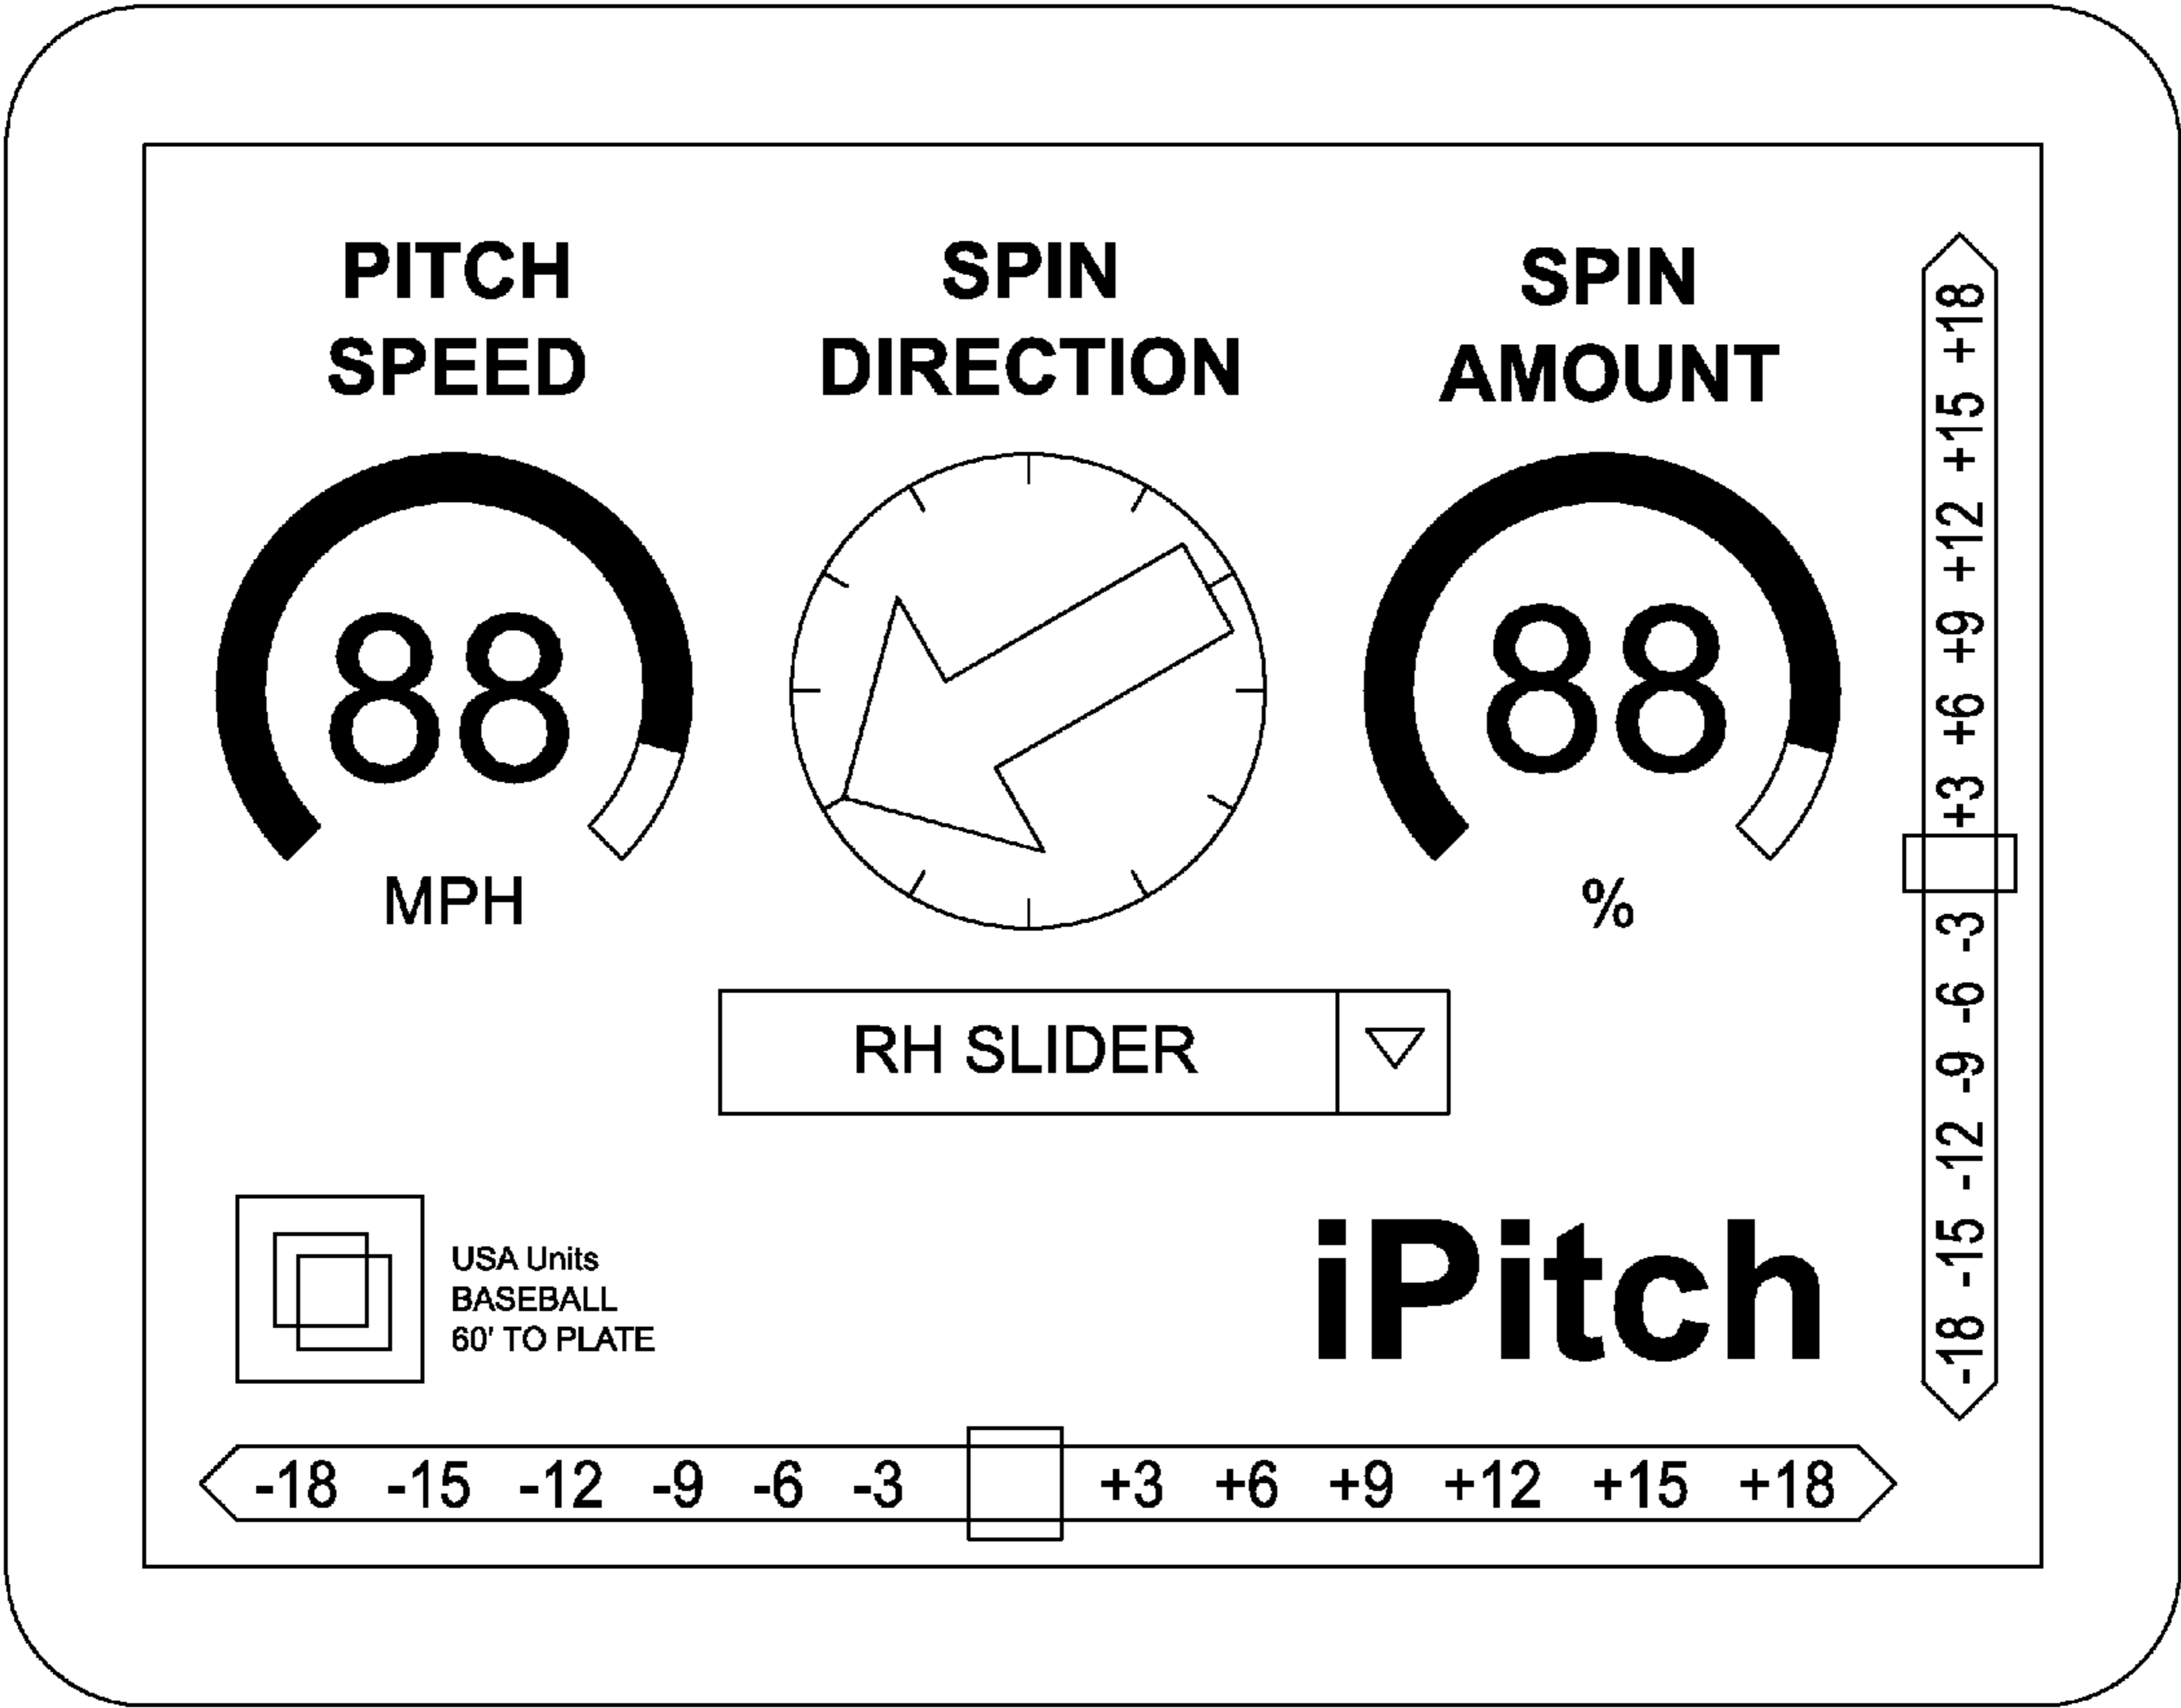 PITCH
SPEED
SPIN
DIRECTION
SPIN
AMOUNT
88
MPH
88
%
RH SLIDER
USA Units
BASEBALL
60' TO PLATE
iPitch
-18 -15 -12 -9 -6 -3 +3 +6 +9 +12 +15 +18
-18 -15 -12 -9 -6 -3 +3 +6 +9 +12 +15 +18